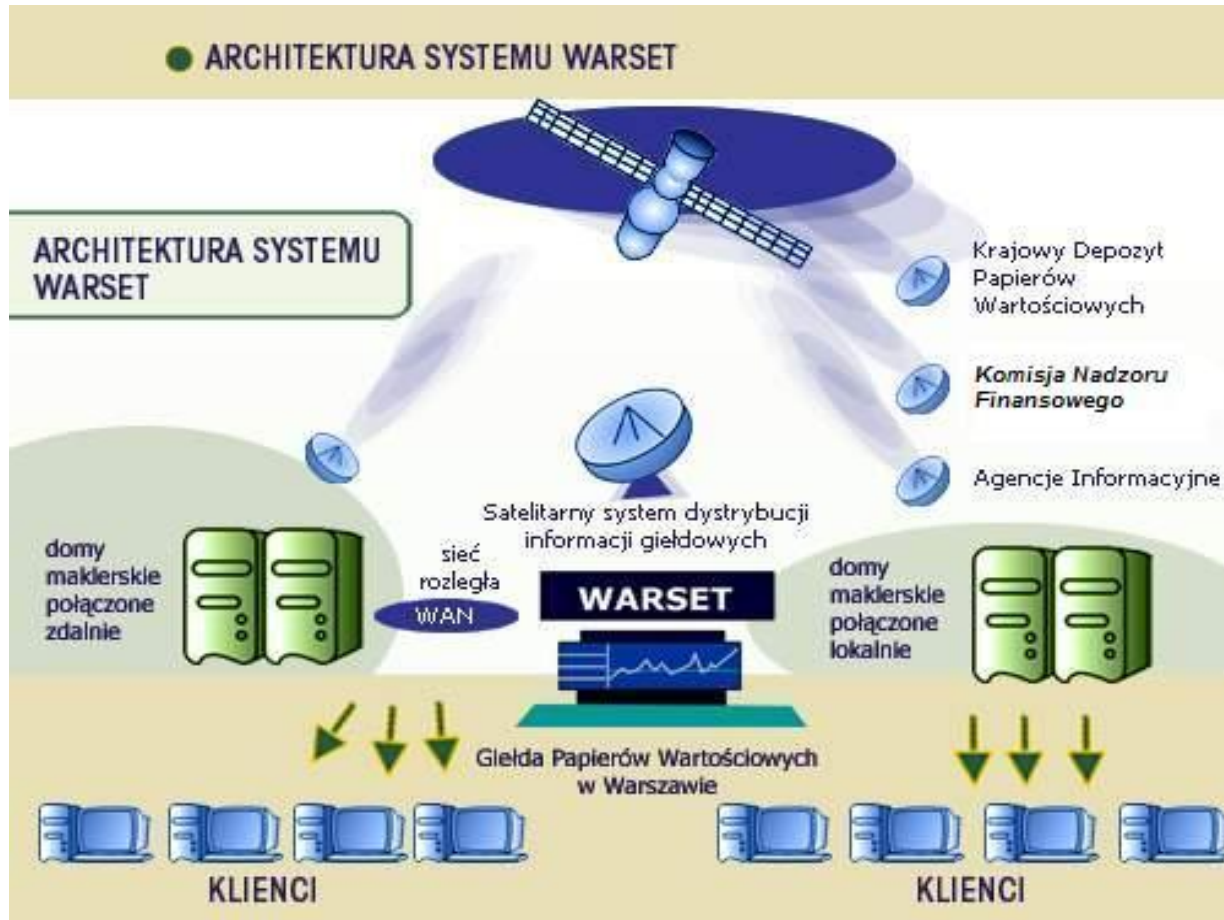 ARCHITEKTURA SYSTEMU WARSET
ARCHITEKTURA SYSTEMU
WARSET
Krajowy Depozyt
Papierów
Wartościowych
Komisja Nadzoru
Finansowego
Agencje Informacyjne
Satelitarny system dystrybucji
informacji giełdowych
domy
maklerskie
połączone
zdalnie
sieć
rozległa
WAN
WARSET
domy
maklerskie
połączone
lokalnie
Giełda Papierów Wartościowych
w Warszawie
KLIENCI
KLIENCI